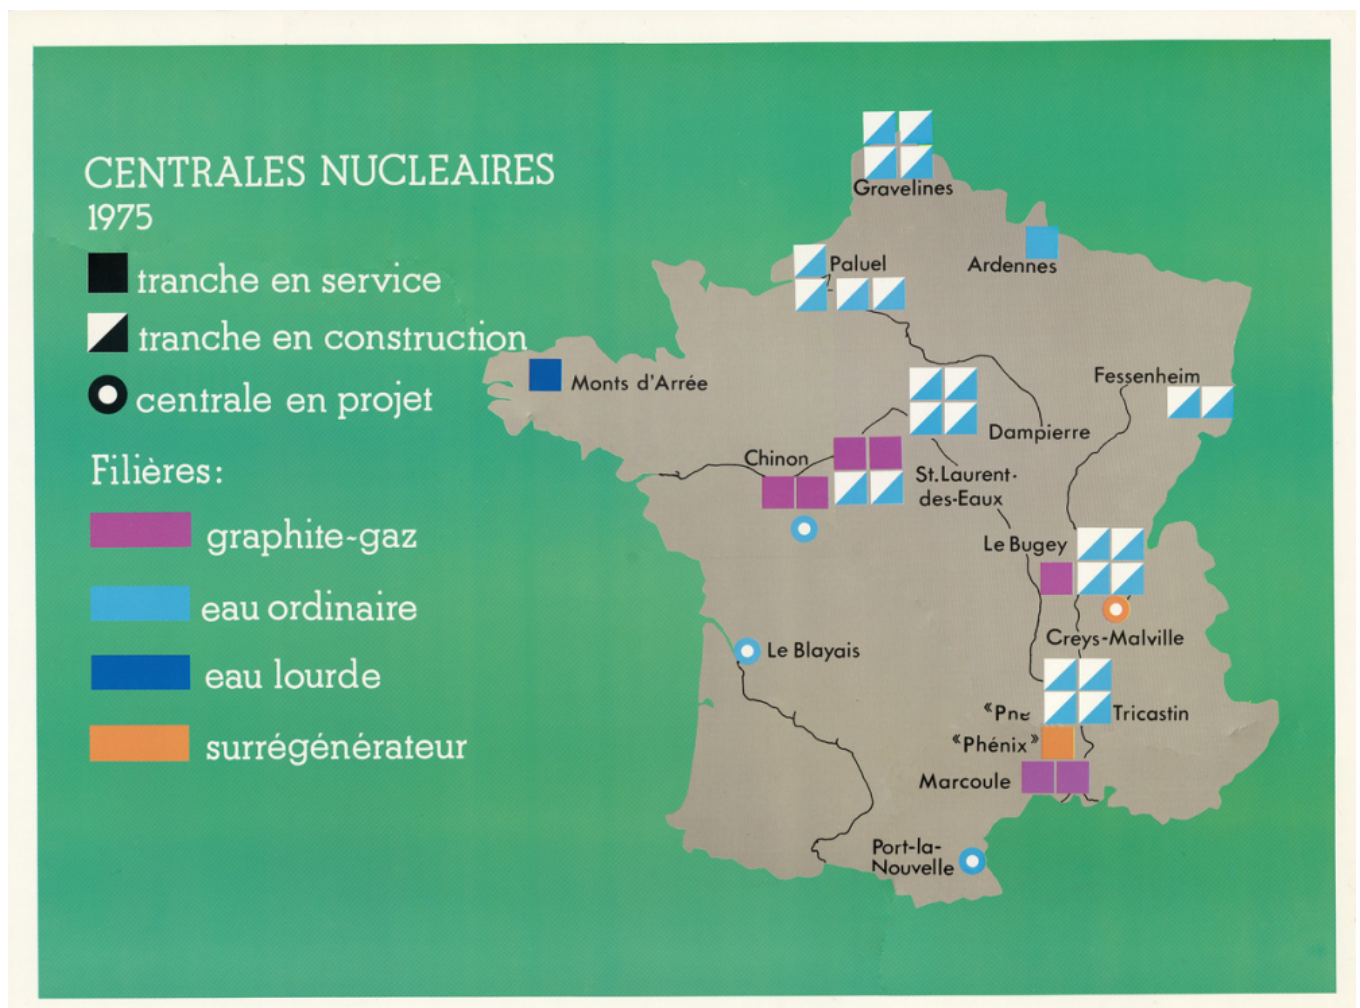 CENTRALES NUCLEAIRES
1975
tranche en service
tranche en construction
centrale en projet
Filières:
graphite-gaz
eau ordinaire
eau lourde
surrégénérateur
Gravelines
Ardennes
Paluel
Monts d'Arrée
Fessenheim
Dampierre
Chinon
St. Laurent-
des-Eaux
Le Bugey
Creys-Malville
Le Blayais
Tricastin
«Phénix»
Marcoule
Port-la-
Nouvelle